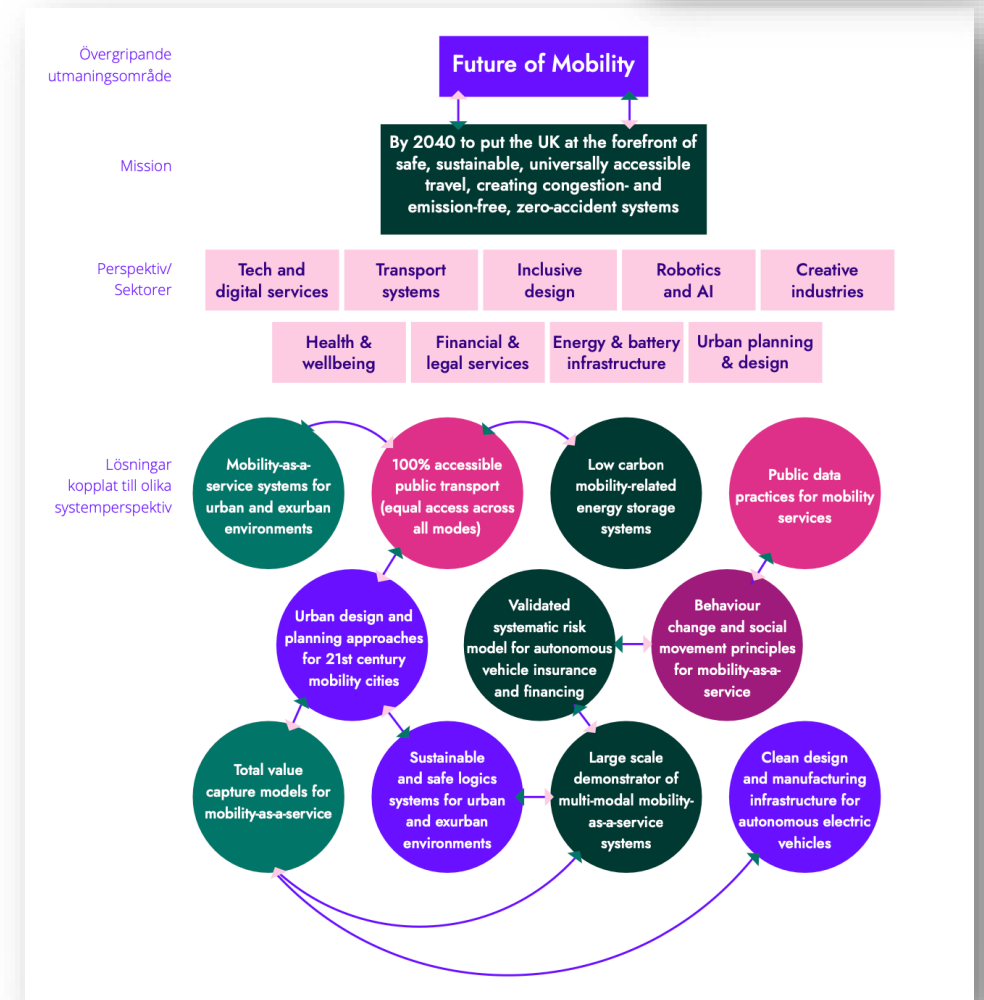 Övergripande
utmaningsområde
Future of Mobility
Mission
By 2040 to put the UK at the forefront of
safe, sustainable, universally accessible
travel, creating congestion- and
emission-free, zero-accident systems
Perspektiv/
Sektorer
Tech and
digital services
Transport
systems
Inclusive
design
Robotics
and AI
Creative
industries
Health &
wellbeing
Financial &
legal services
Energy & battery
infrastructure
Urban planning
& design
Lösningar
kopplat till olika
systemperspektiv
Mobility-as-a-
service systems for
urban and exurban
environments
100% accessible
public transport
(equal access across
all modes)
Low carbon
mobility-related
energy storage
systems
Public data
practices for mobility
services
Urban design and
planning approaches
for 21st century
mobility cities
Validated
systematic risk
model for autonomous
vehicle insurance
and financing
Behaviour
change and social
movement principles
for mobility-as-a-
service
Total value
capture models for
mobility-as-a-service
Sustainable
and safe logics
systems for urban
and exurban
environments
Large scale
demonstrator of
multi-modal mobility-
as-a-service
systems
Clean design
and manufacturing
infrastructure for
autonomous electric
vehicles